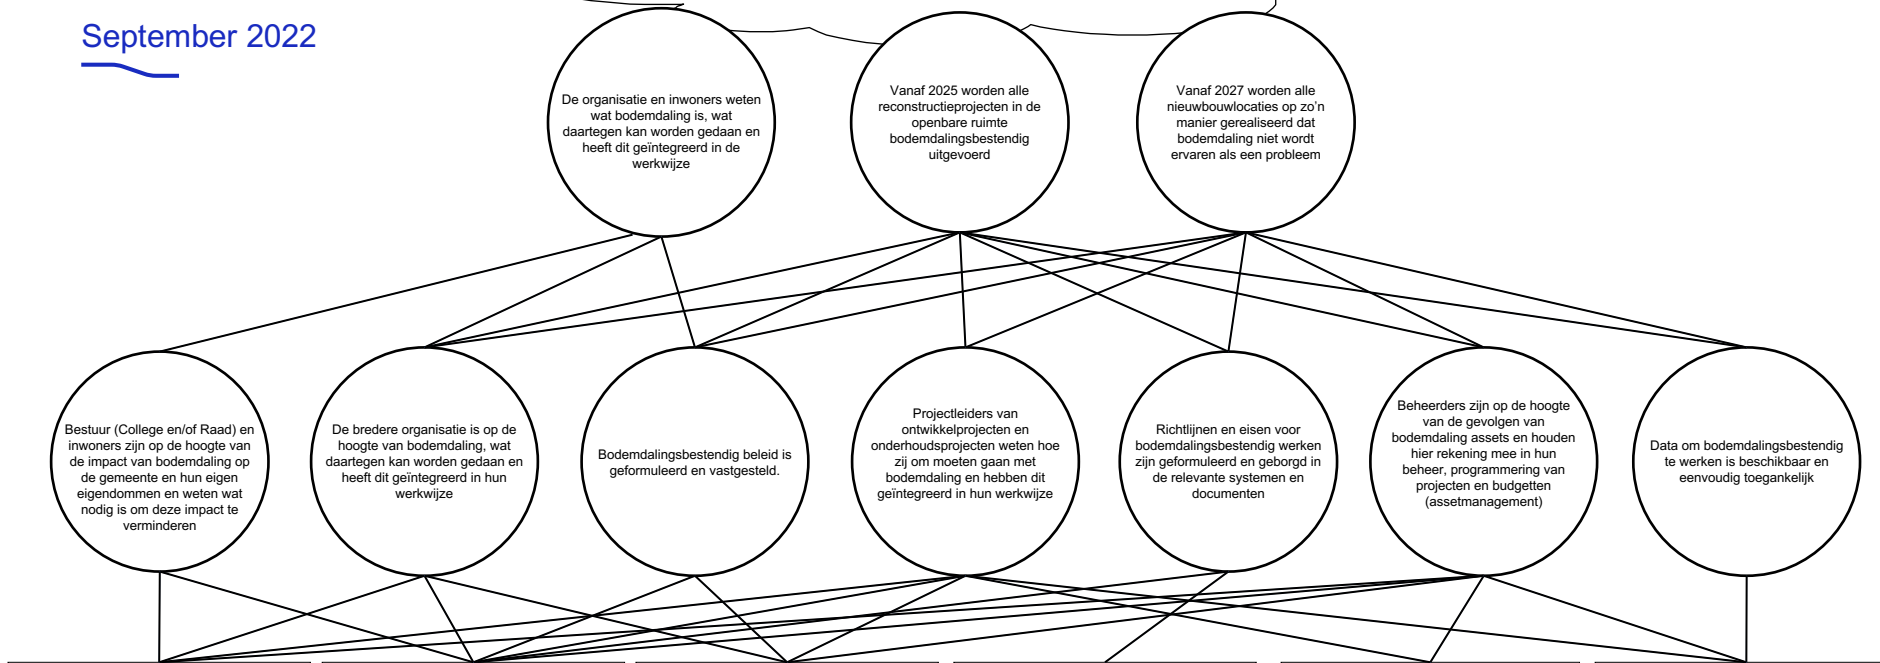 September 2022
De organisatie en inwoners weten
wat bodemdaling is, wat
daartegen kan worden gedaan en
heeft dit geïntegreerd in de
werkwijze
Vanaf 2025 worden alle
reconstructieprojecten in de
openbare ruimte
bodemdalingsbestendig
uitgevoerd
Vanaf 2027 worden alle
nieuwbouwlocaties op zo’n
manier gerealiseerd dat
bodemdaling niet wordt
ervaren als een probleem
Bestuur (College en/of Raad) en
inwoners zijn op de hoogte van
de impact van bodemdaling op
de gemeente en hun eigen
eigendommen en weten wat
nodig is om deze impact te
verminderen
De bredere organisatie is op de
hoogte van bodemdaling, wat
daartegen kan worden gedaan en
heeft dit geïntegreerd in hun
werkwijze
Bodemdalingsbestendig beleid is
geformuleerd en vastgesteld.
Projectleiders van
ontwikkelprojecten en
onderhoudsprojecten weten hoe
zij om moeten gaan met
bodemdaling en hebben dit
geïntegreerd in hun werkwijze
Richtlijnen en eisen voor
bodemdalingsbestendig werken
zijn geformuleerd en geborgd in
de relevante systemen en
documenten
Beheerders zijn op de hoogte
van de gevolgen van
bodemdaling assets en houden
hier rekening mee in hun
beheer, programmering van
projecten en budgetten
(assetmanagement)
Data om bodemdalingsbestendig
te werken is beschikbaar en
eenvoudig toegankelijk